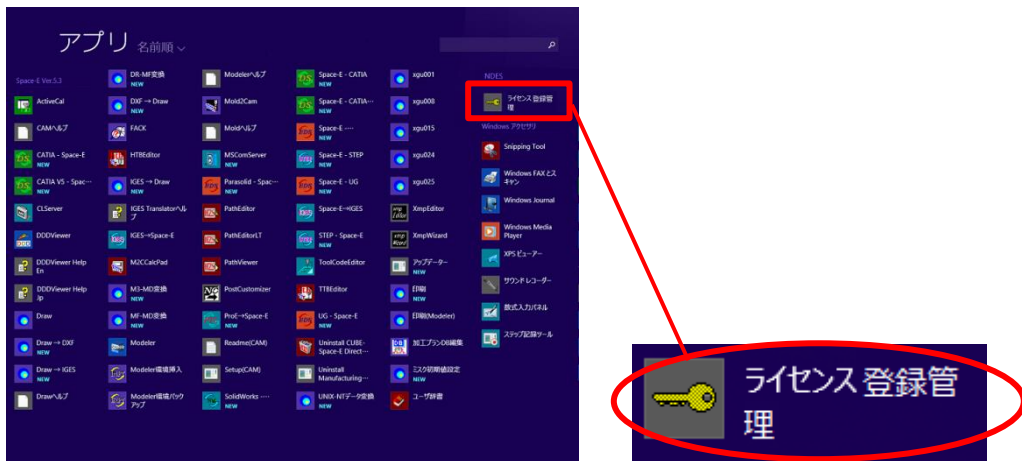 アプリ 名前順
Space-E Ver.5.3
ActiveCal
CAMヘルプ
CATIA - Space-E
NEW
CATIA V5 - Spac…
NEW
CLServer
DDDViewer
DDDViewer Help
En
DDDViewer Help
Jp
Draw
Draw → DXF
NEW
Draw → IGES
NEW
Drawヘルプ
DR-MF変換
NEW
DXF → Draw
NEW
FACK
HTBEditor
IGES → Draw
NEW
IGES Translatorヘル
プ
IGES→Space-E
M2CCalcPad
M3-MD変換
NEW
MF-MD変換
NEW
Modeler
Modeler環境挿入
Modeler環境バック
アップ
Modelerヘルプ
Mold2Cam
Moldヘルプ
MSComServer
NEW
Parasolid - Spac…
NEW
PathEditor
PathEditorLT
PathViewer
PostCustomizer
ProE→Space-E
NEW
Readme(CAM)
Setup(CAM)
SolidWorks ····
NEW
Space-E - CATIA
NEW
Space-E - CATIA…
NEW
Space-E ····
NEW
Space-E - STEP
NEW
Space-E - UG
NEW
Space-E→IGES
STEP - Space-E
NEW
ToolCodeEditor
TTBEditor
UG - Space-E
NEW
Uninstall CUBE-
Space-E Direct…
Uninstall
Manufacturing…
UNIX-NTデータ変換
NEW
xgu001
xgu008
xgu015
xgu024
xgu025
XmpEditor
XmpWizard
アップデーター
NEW
印刷
NEW
印刷(Modeler)
加工プランDB編集
ミスク初期値設定
NEW
ユーザ辞書
NDES
ライセンス登録管
理
Windows アクセサリ
Snipping Tool
Windows FAX とス
キャン
Windows Journal
Windows Media
Player
XPS ビューアー
サウンド レコーダー
数式入力パネル
ステップ記録ツール
ライセンス登録管
理